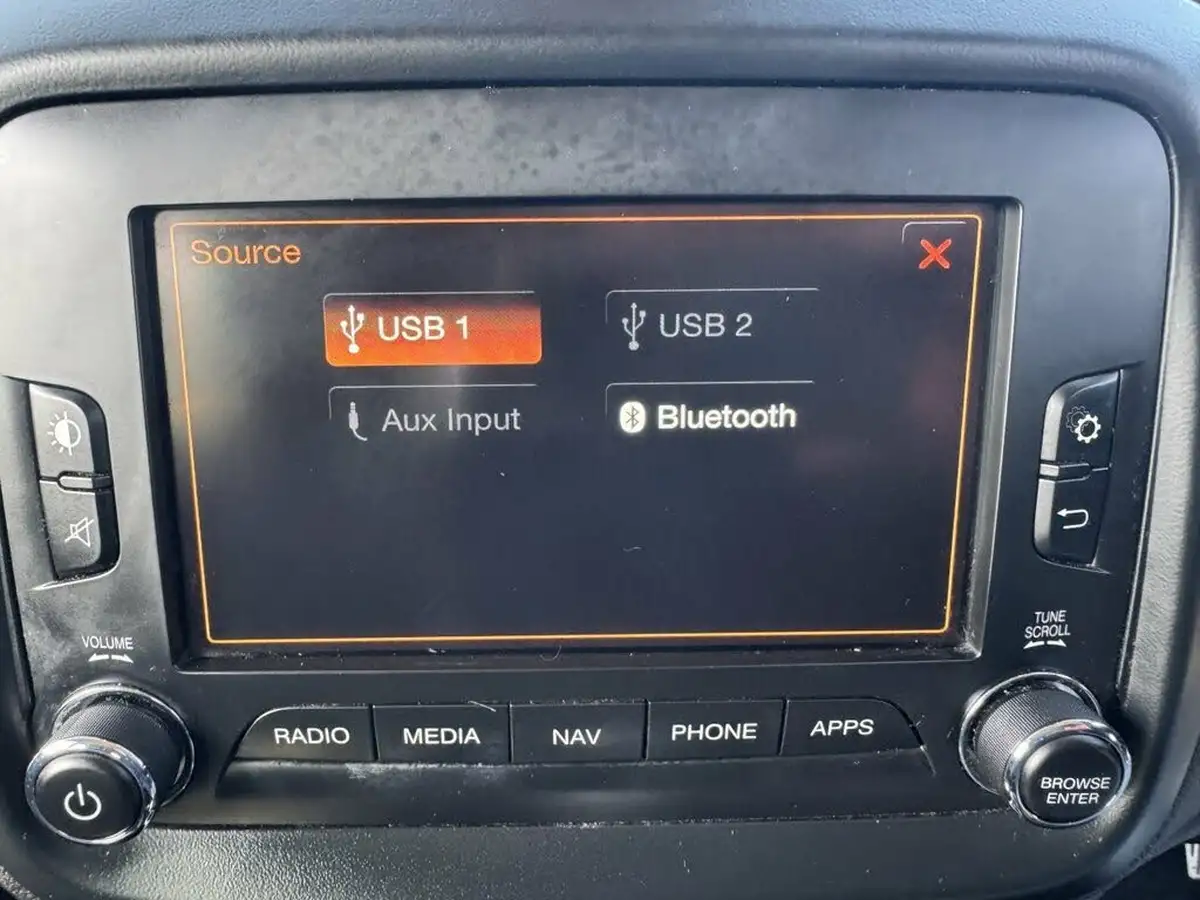 Source
USB 1
USB 2
Aux Input
Bluetooth
VOLUME
TUNE
SCROLL
RADIO
MEDIA
NAV
PHONE
APPS
BROWSE
ENTER